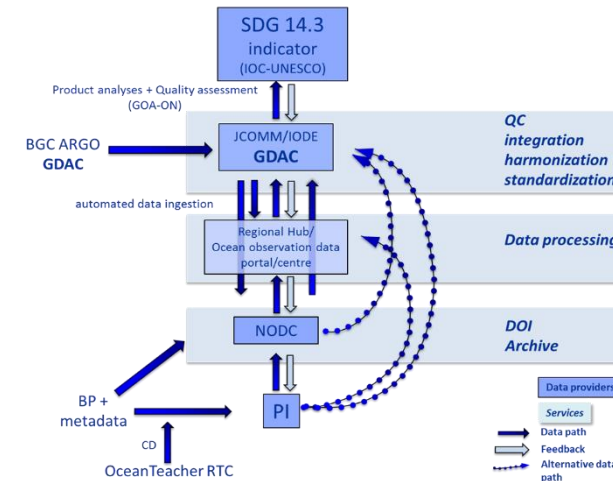 SDG 14.3
indicator
(IOC-UNESCO)
Product analyses + Quality assessment
(GOA-ON)
BGC ARGO
GDAC
JCOMM/IODE
GDAC
QC
integration
harmonization
standardization
automated data ingestion
Regional Hub/
Ocean observation data
portal/centre
Data processing
NODC
DOI
Archive
BP +
metadata
PI
CD
OceanTeacher RTC
Data providers
Services
Data path
Feedback
Alternative data
path